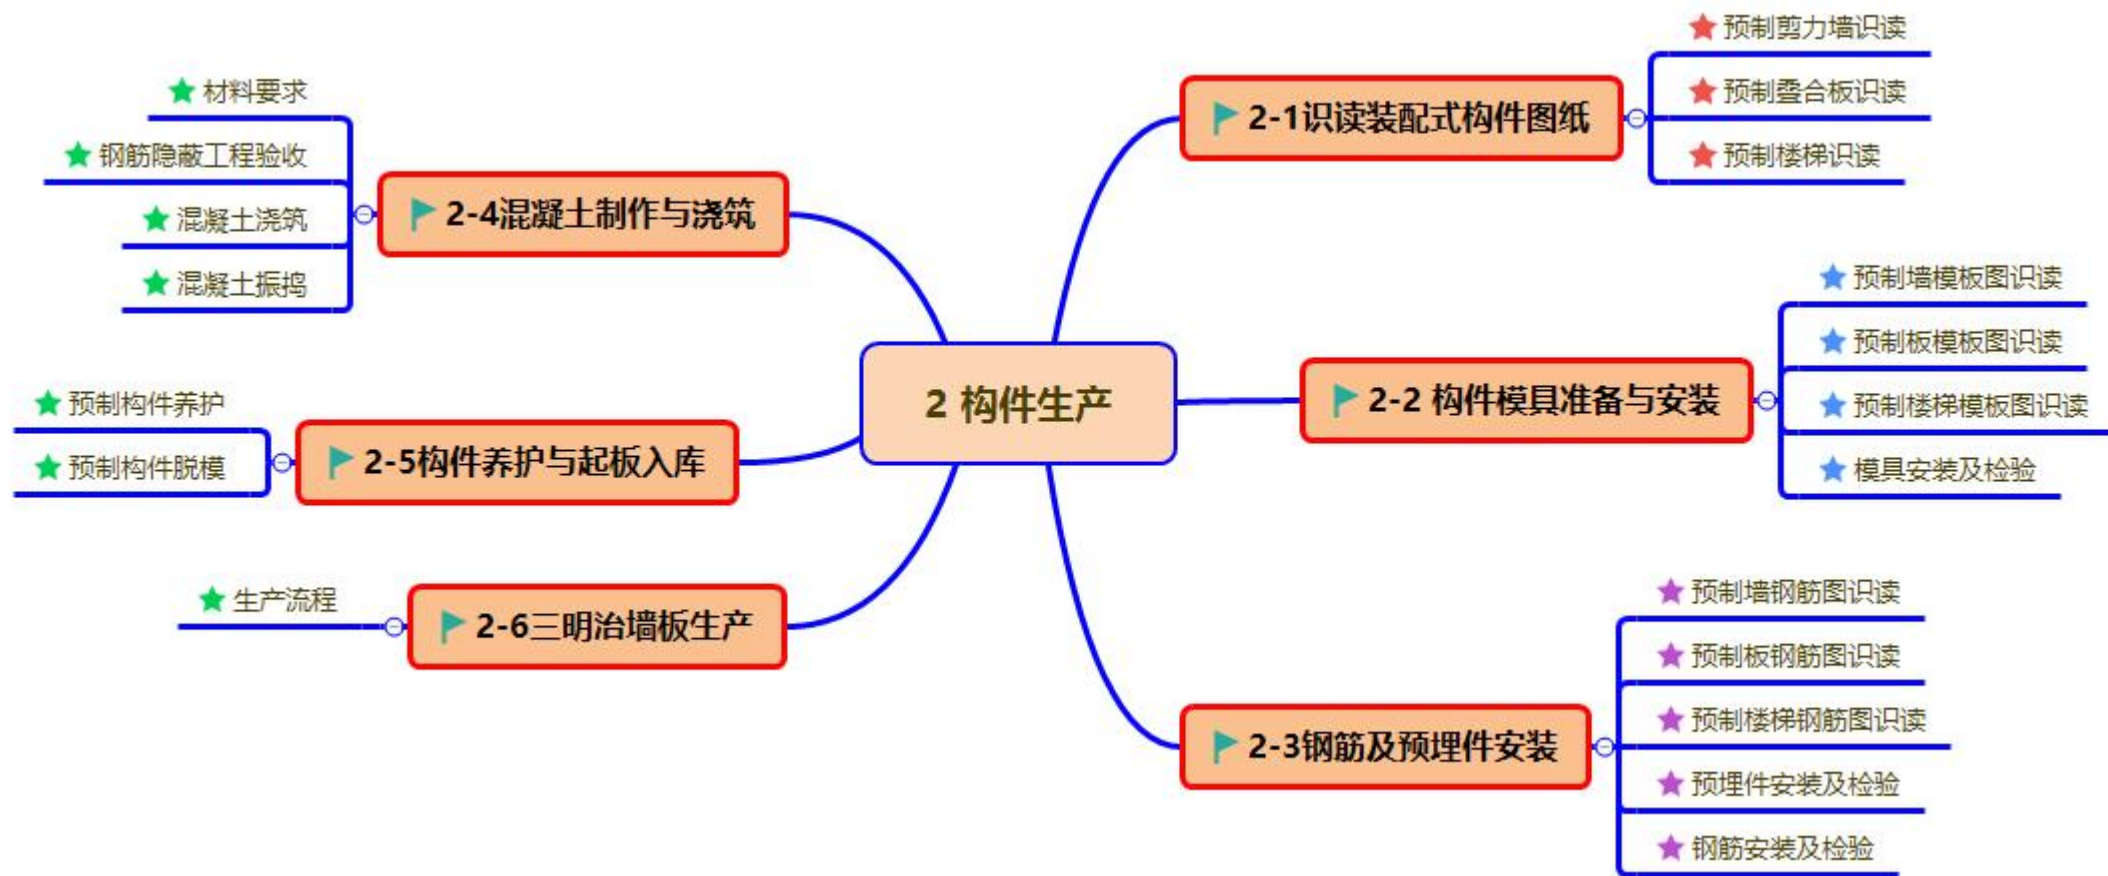 2 构件生产
2-1识读装配式构件图纸
预制剪力墙识读
预制叠合板识读
预制楼梯识读
2-2 构件模具准备与安装
预制墙模板图识读
预制板模板图识读
预制楼梯模板图识读
模具安装及检验
2-3钢筋及预埋件安装
预制墙钢筋图识读
预制板钢筋图识读
预制楼梯钢筋图识读
预埋件安装及检验
钢筋安装及检验
2-4混凝土制作与浇筑
材料要求
钢筋隐蔽工程验收
混凝土浇筑
混凝土振捣
2-5构件养护与起板入库
预制构件养护
预制构件脱模
2-6三明治墙板生产
生产流程